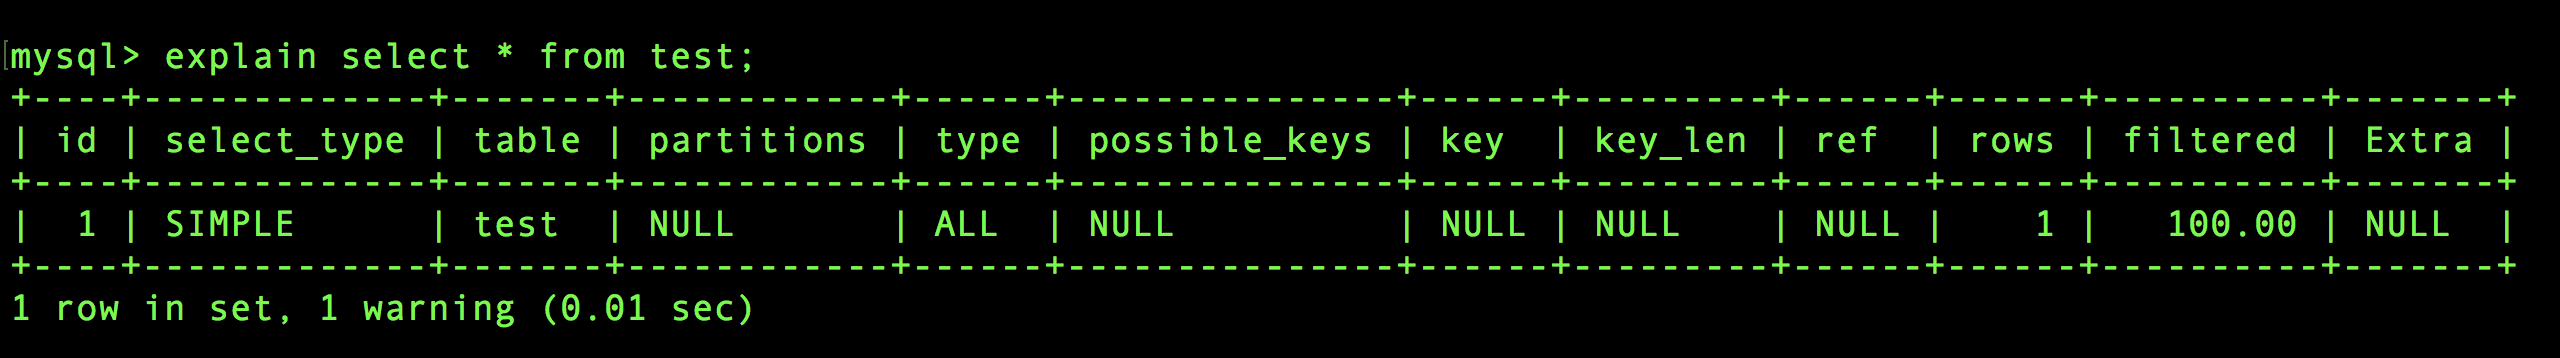 mysql> explain select * from test;
+----+-------------+-------+------------+------+---------------+------+---------+------+------+----------+-------+
| id | select_type | table | partitions | type | possible_keys | key  | key_len | ref  | rows | filtered | Extra |
+----+-------------+-------+------------+------+---------------+------+---------+------+------+----------+-------+
|  1 | SIMPLE      | test  | NULL       | ALL  | NULL          | NULL | NULL    | NULL |    1 |   100.00 | NULL  |
+----+-------------+-------+------------+------+---------------+------+---------+------+------+----------+-------+
1 row in set, 1 warning (0.01 sec)